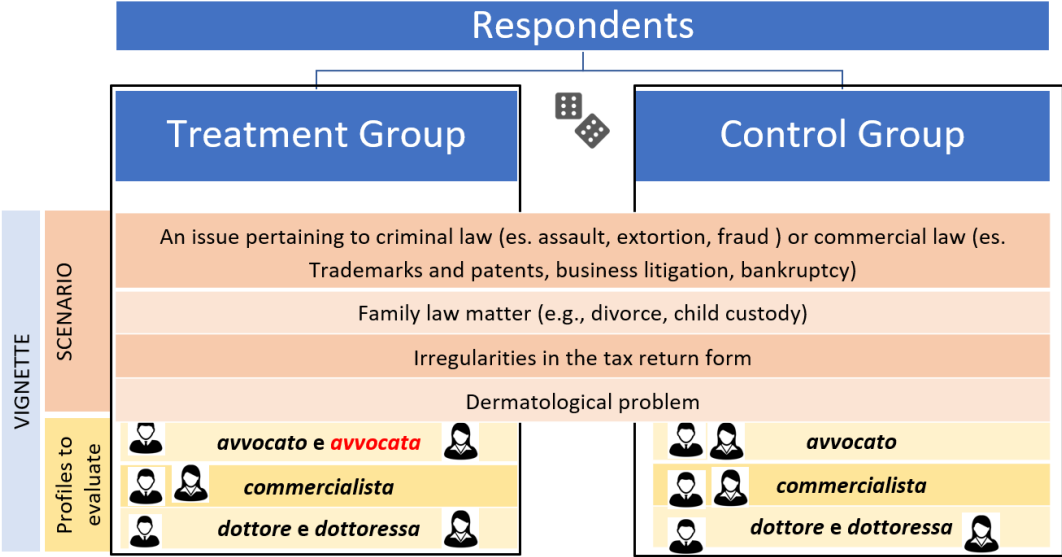 Respondents
Treatment Group
Control Group
VIGNETTE
SCENARIO
An issue pertaining to criminal law (es. assault, extortion, fraud ) or commercial law (es.
Trademarks and patents, business litigation, bankruptcy)
Family law matter (e.g., divorce, child custody)
Irregularities in the tax return form
Dermatological problem
Profiles to
evaluate
avvocato e avvocata
avvocato
commercialista
commercialista
dottore e dottoressa
dottore e dottoressa